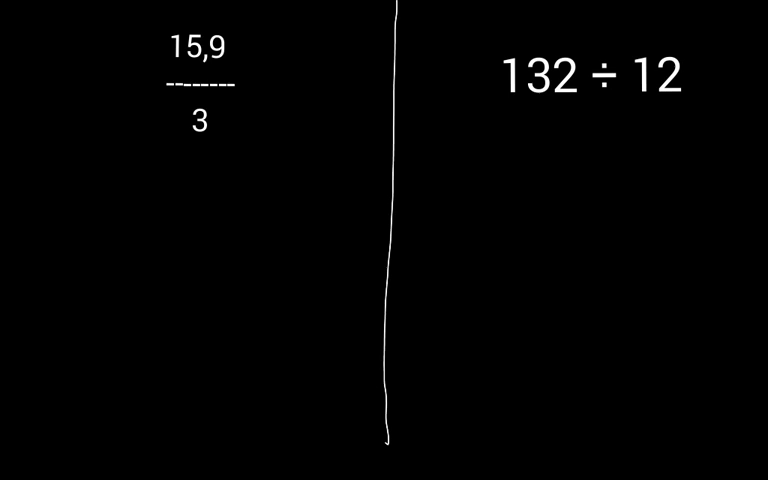 15,9
--------
3
132 ÷ 12